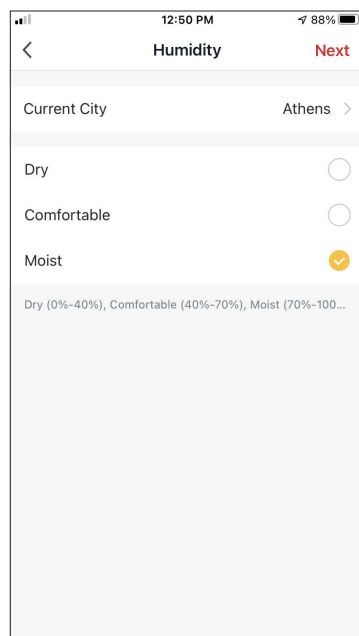 12:50 PM 88%
Humidity Next
Current City Athens
Dry
Comfortable
Moist
Dry (0%-40%), Comfortable (40%-70%), Moist (70%-100...